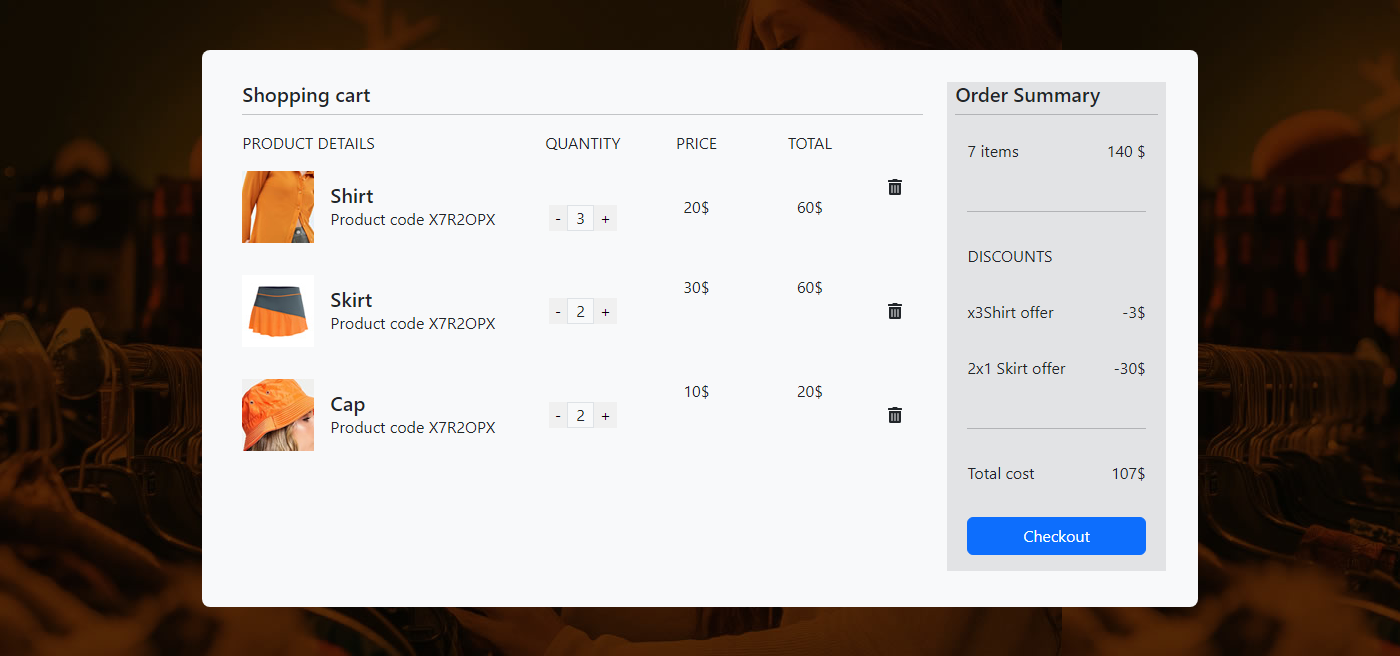 Shopping cart
PRODUCT DETAILS QUANTITY PRICE TOTAL
Shirt
Product code X7R2OPX
- 3 +
20$
60$
Skirt
Product code X7R2OPX
- 2 +
30$
60$
Cap
Product code X7R2OPX
- 2 +
10$
20$
Order Summary
7 items 140 $
DISCOUNTS
x3Shirt offer -3$
2x1 Skirt offer -30$
Total cost 107$
Checkout